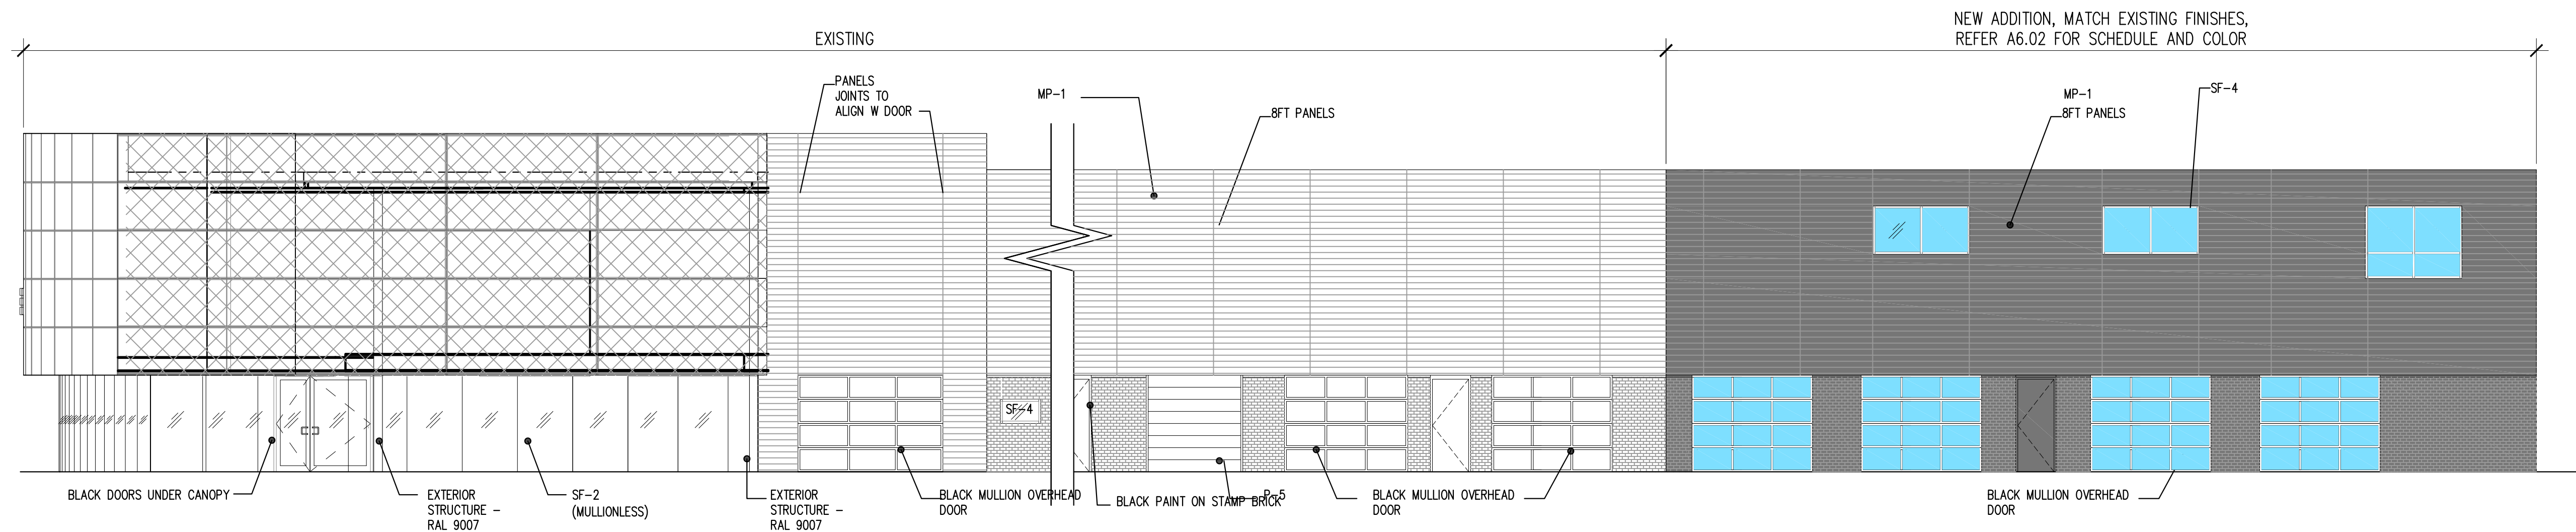 EXISTING
NEW ADDITION, MATCH EXISTING FINISHES,
REFER A6.02 FOR SCHEDULE AND COLOR
PANELS
JOINTS TO
ALIGN W DOOR
MP-1
8FT PANELS
MP-1
8FT PANELS
SF-4
SF-4
BLACK DOORS UNDER CANOPY
EXTERIOR
STRUCTURE -
RAL 9007
SF-2
(MULLIONLESS)
EXTERIOR
STRUCTURE -
RAL 9007
BLACK MULLION OVERHEAD
DOOR
BLACK PAINT ON STAMP BRICK
P-5
BLACK MULLION OVERHEAD
DOOR
BLACK MULLION OVERHEAD
DOOR